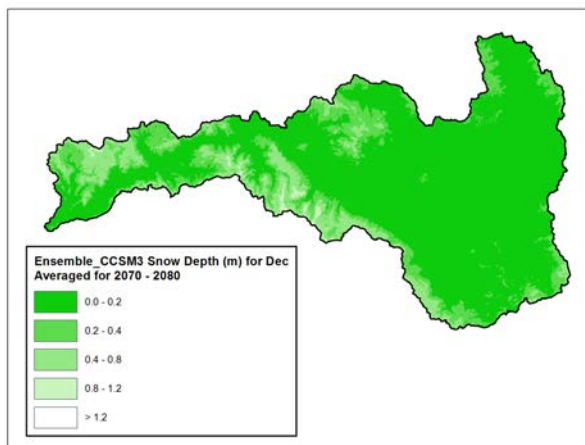 Ensemble_CCSM3 Snow Depth (m) for Dec
Averaged for 2070 - 2080
0.0 - 0.2
0.2 - 0.4
0.4 - 0.8
0.8 - 1.2
> 1.2